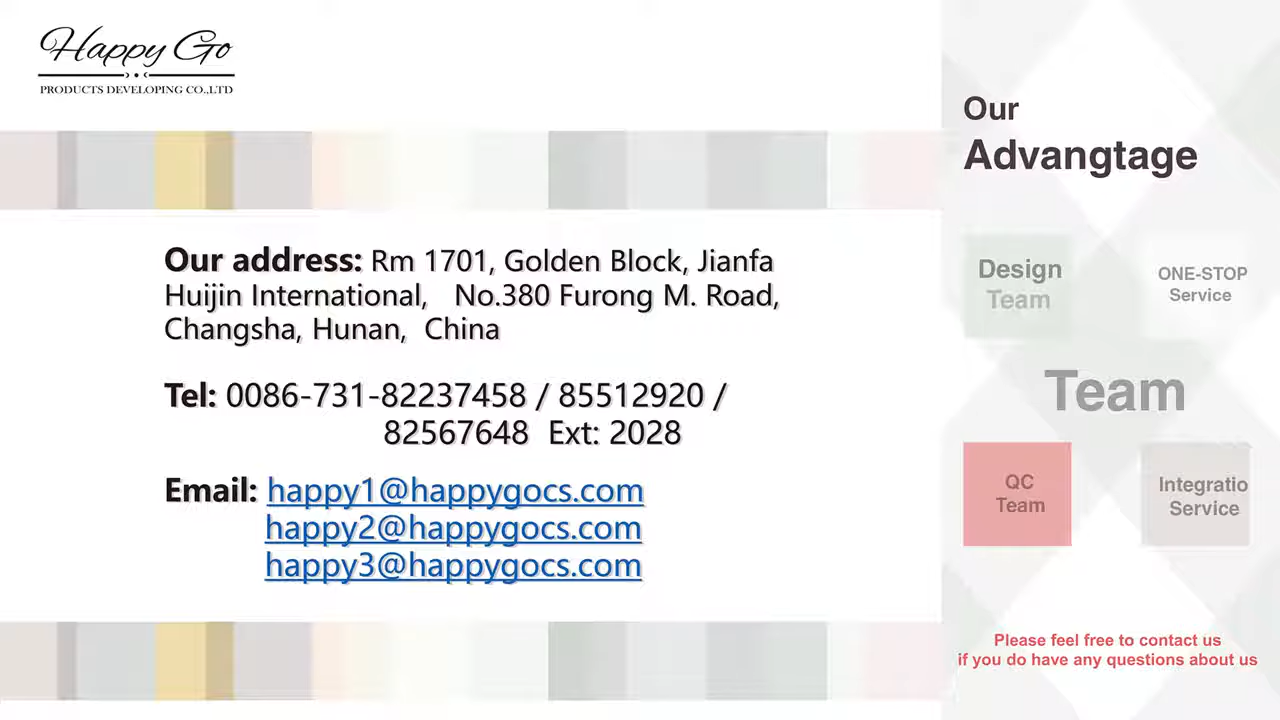 Happy Go
PRODUCTS DEVELOPING CO.,LTD
Our address: Rm 1701, Golden Block, Jianfa
Huijin International, No.380 Furong M. Road,
Changsha, Hunan, China
Tel: 0086-731-82237458 / 85512920 /
82567648 Ext: 2028
Email: happy1@happygocs.com
happy2@happygocs.com
happy3@happygocs.com
Our
Advangtage
Design
Team
ONE-STOP
Service
Team
QC
Team
Integratio
Service
Please feel free to contact us
if you do have any questions about us